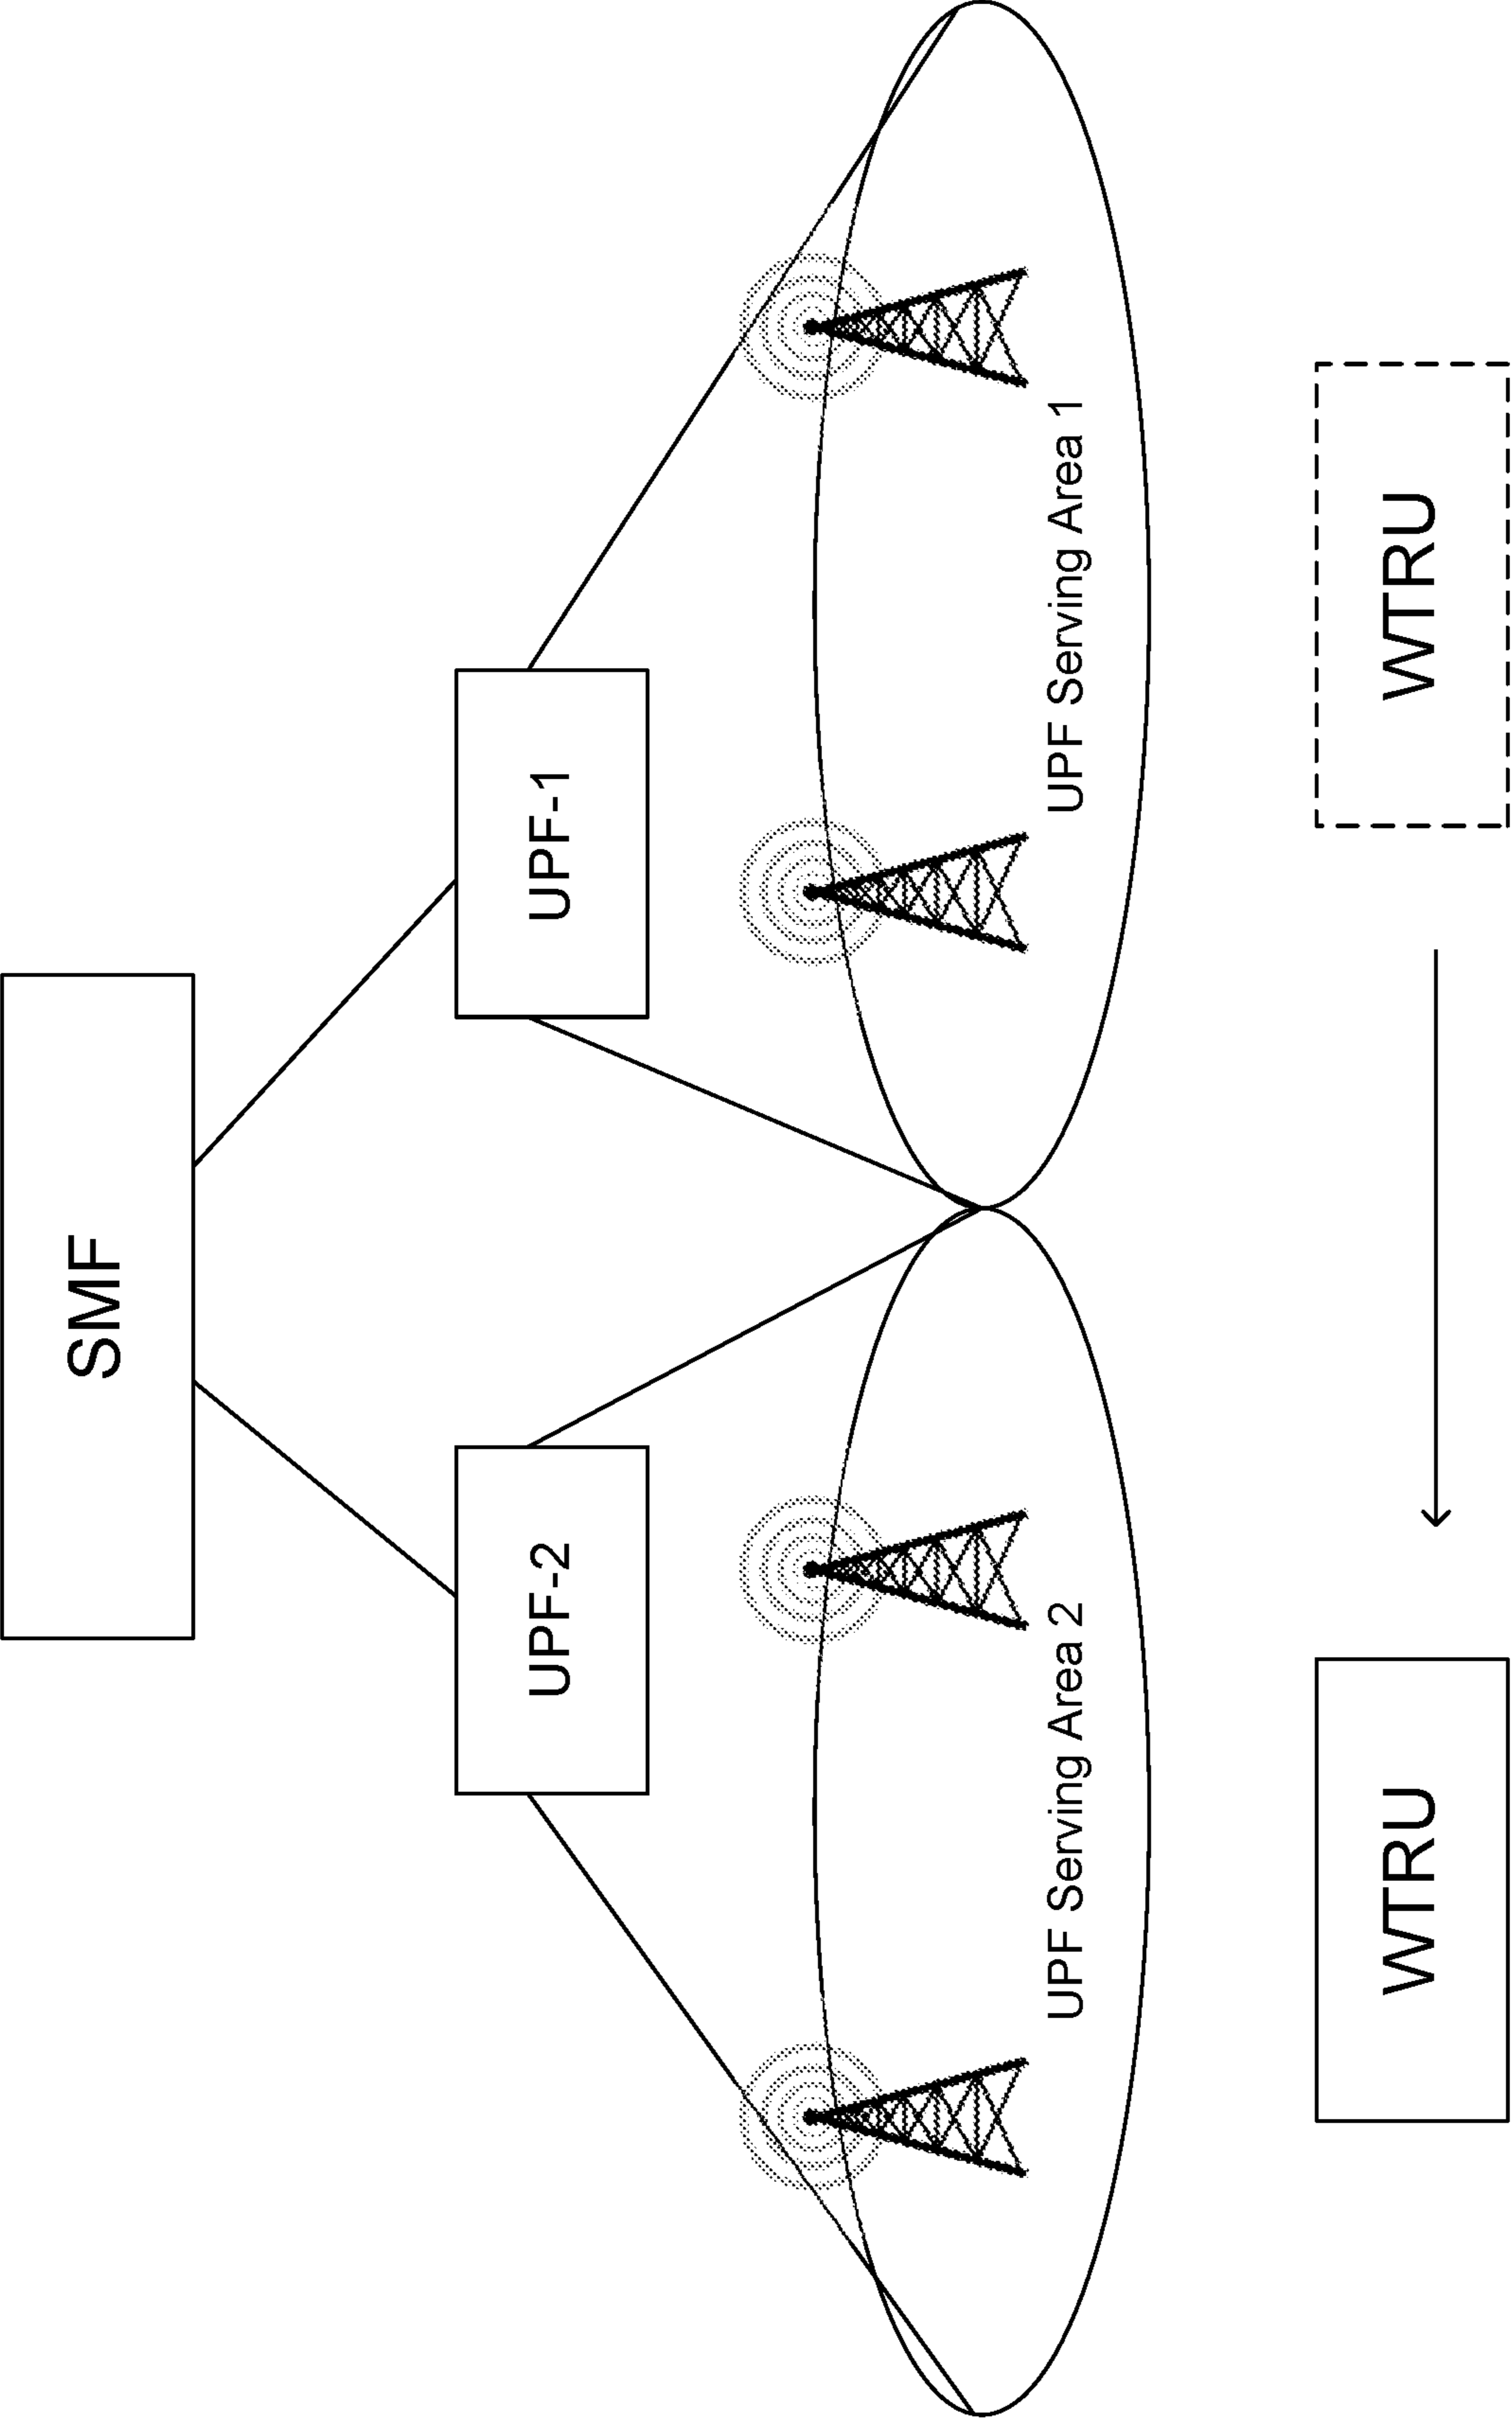 SMF
UPF-2
UPF-1
UPF Serving Area 2
UPF Serving Area 1
WTRU
WTRU